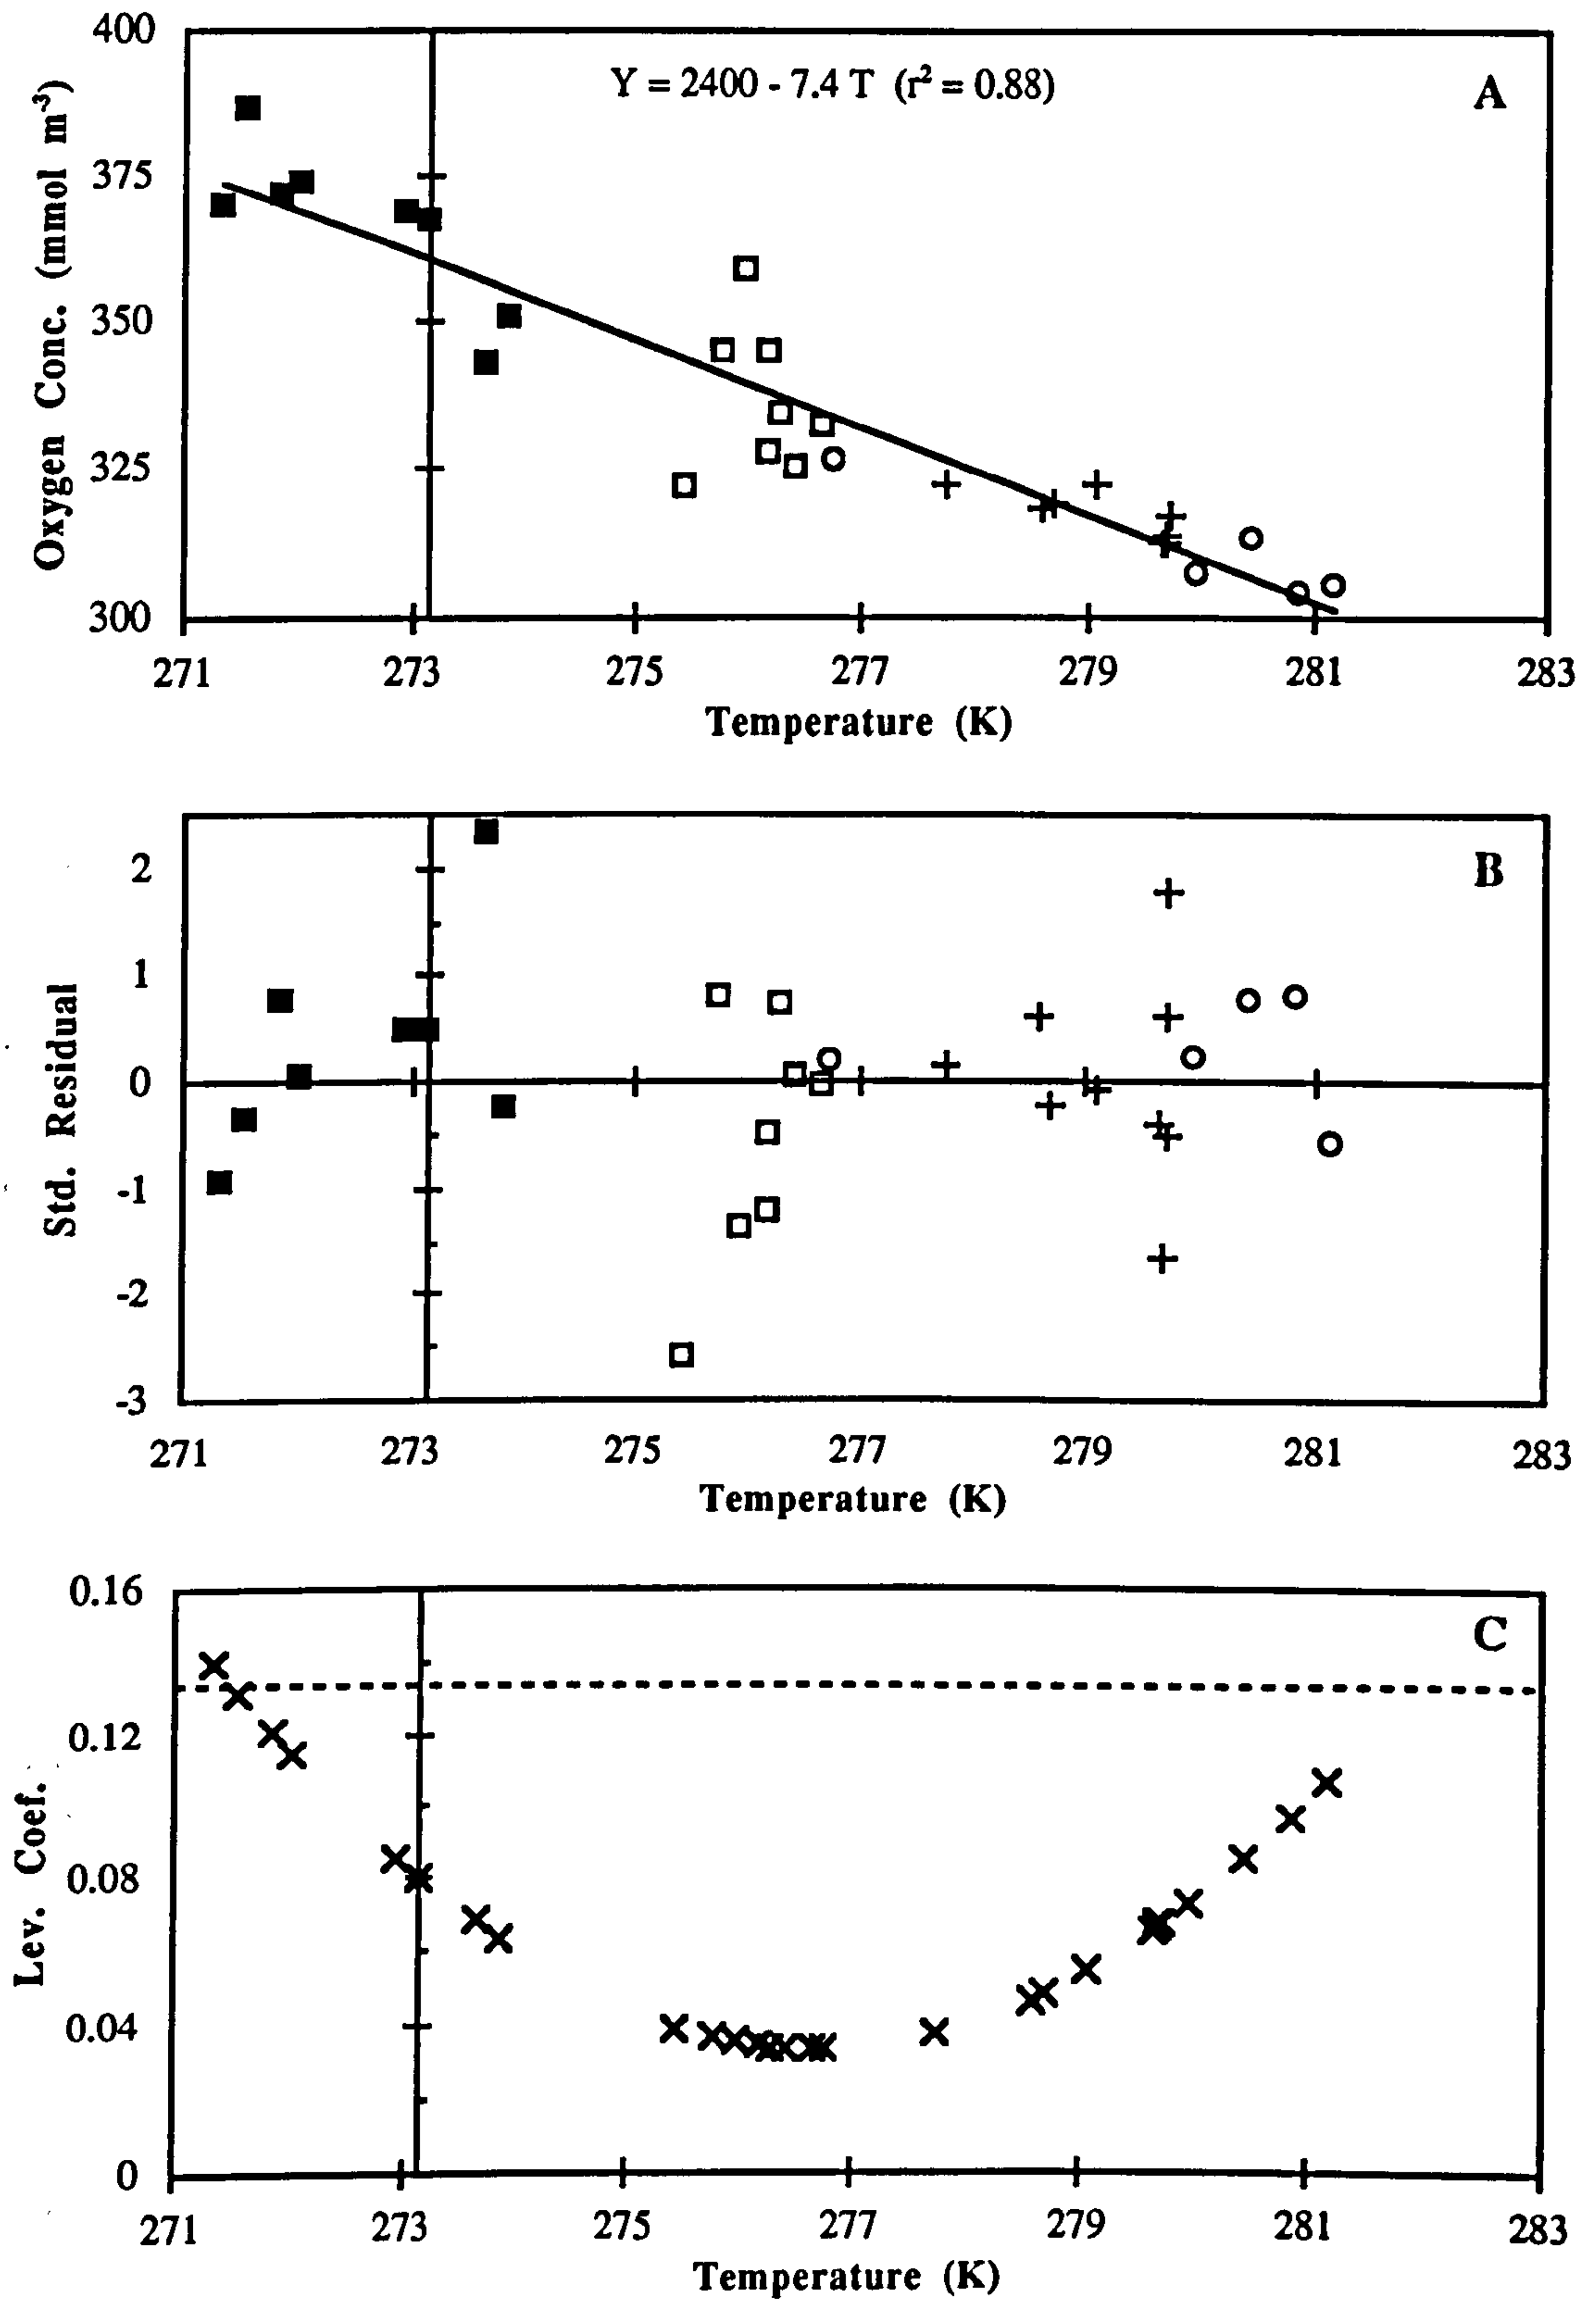 400
Y = 2400 - 7.4 T (r² = 0.88)
A
375
350
325
300
Oxygen Conc. (mmol m⁻³)
271 273 275 277 279 281 283
Temperature (K)
B
2
1
0
-1
-2
-3
Std. Residual
271 273 275 277 279 281 283
Temperature (K)
0.16
C
0.12
0.08
0.04
0
Lev. Coef.
271 273 275 277 279 281 283
Temperature (K)